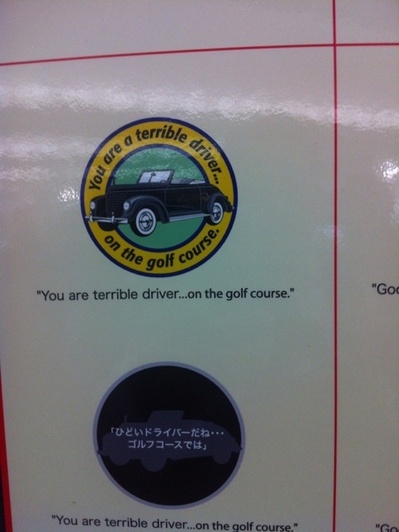 You are a terrible driver...
on the golf course.
"You are terrible driver...on the golf course."
"Goo
「ひどいドライバーだね・・・
ゴルフコースでは」
"You are terrible driver...on the golf course."
"Go